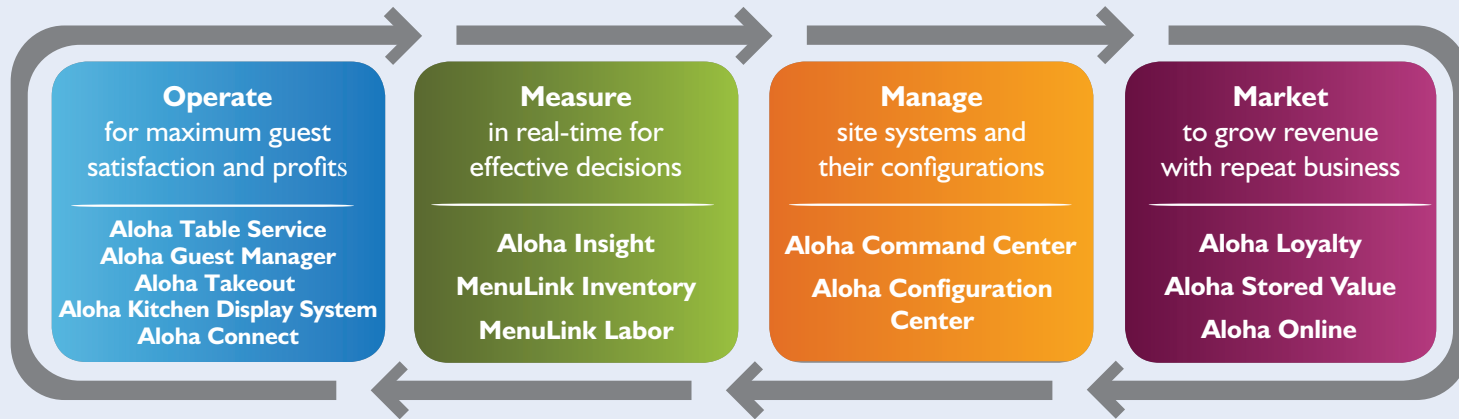 Operate
for maximum guest
satisfaction and profits
Aloha Table Service
Aloha Guest Manager
Aloha Takeout
Aloha Kitchen Display System
Aloha Connect
Measure
in real-time for
effective decisions
Aloha Insight
MenuLink Inventory
MenuLink Labor
Manage
site systems and
their configurations
Aloha Command Center
Aloha Configuration
Center
Market
to grow revenue
with repeat business
Aloha Loyalty
Aloha Stored Value
Aloha Online